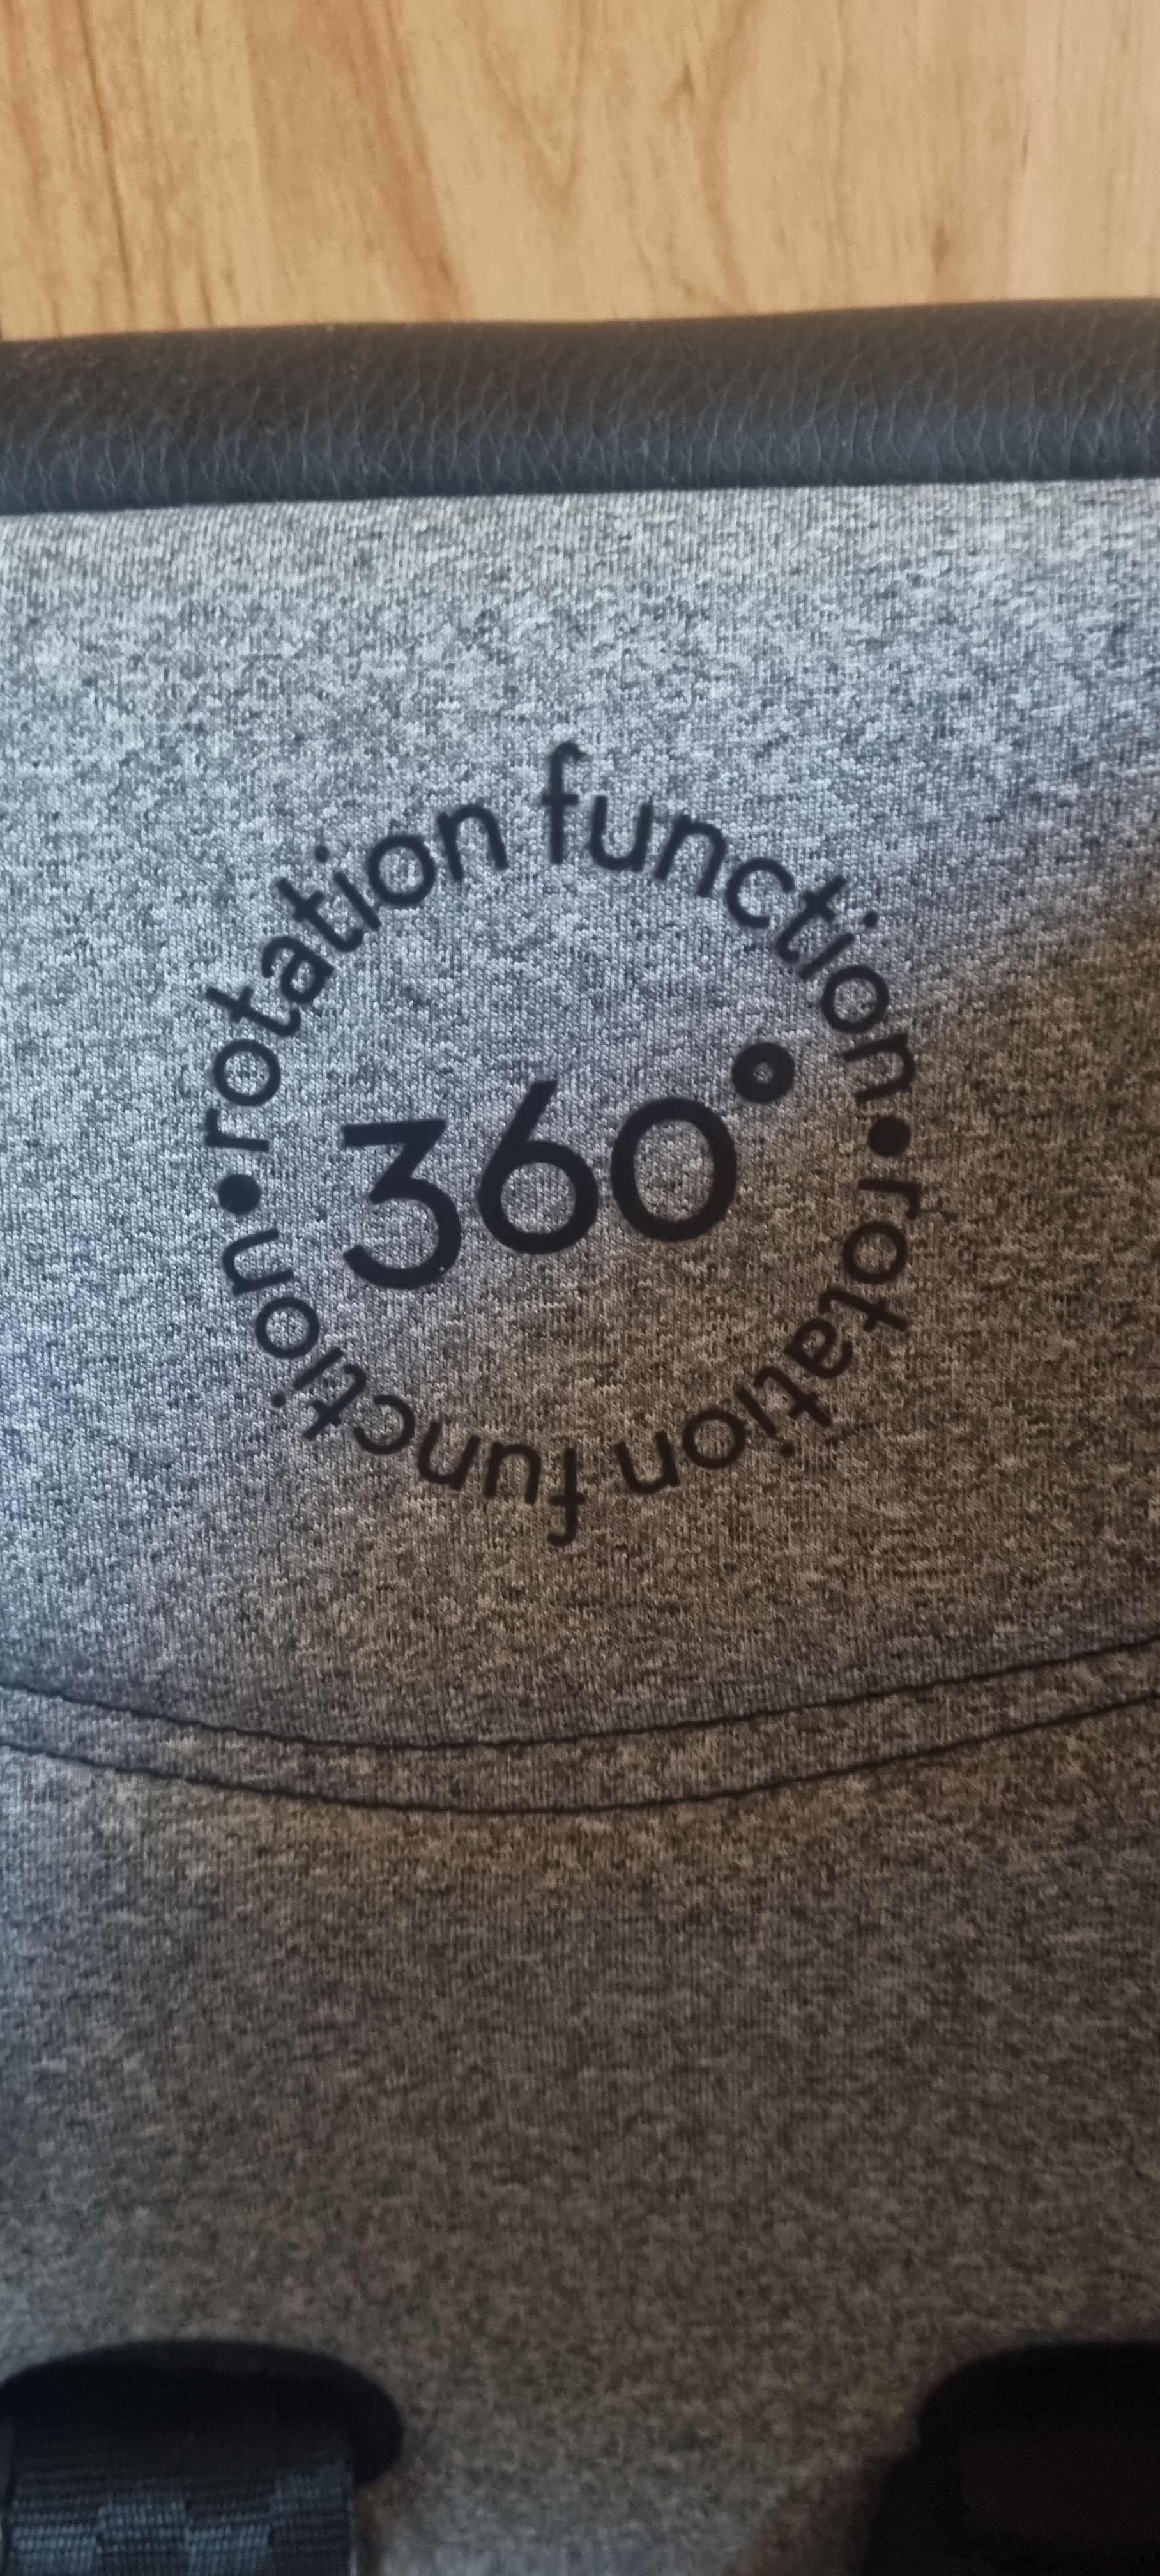 rotation function • rotation function •
360°